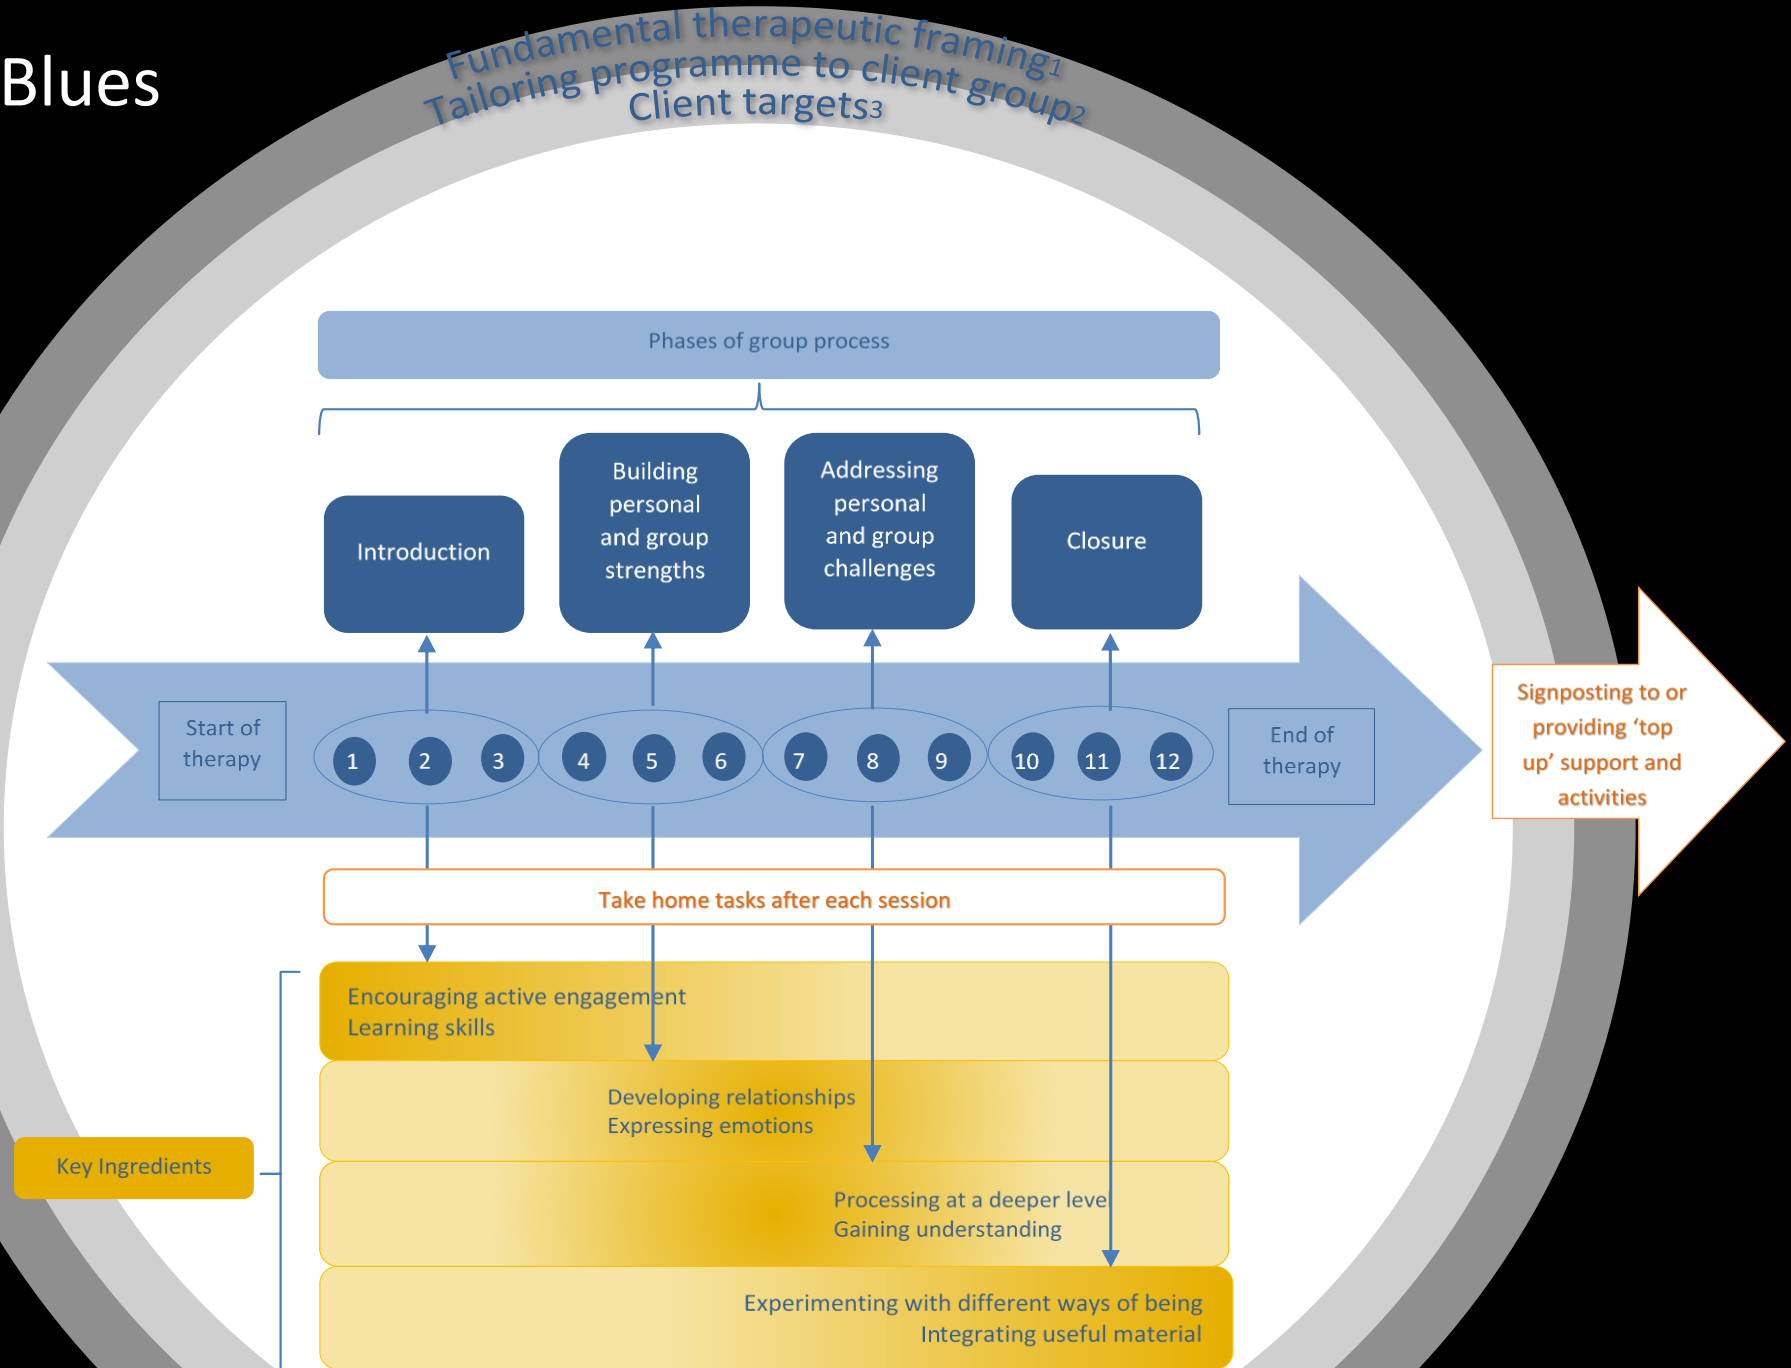 Blues
Fundamental therapeutic framing1
Tailoring programme to client group2
Client targets3
Phases of group process
Introduction
Building
personal
and group
strengths
Addressing
personal
and group
challenges
Closure
Start of
therapy
1 2 3 4 5 6 7 8 9 10 11 12
End of
therapy
Signposting to or
providing ‘top
up’ support and
activities
Take home tasks after each session
Encouraging active engagement
Learning skills
Developing relationships
Expressing emotions
Key Ingredients
Processing at a deeper level
Gaining understanding
Experimenting with different ways of being
Integrating useful material